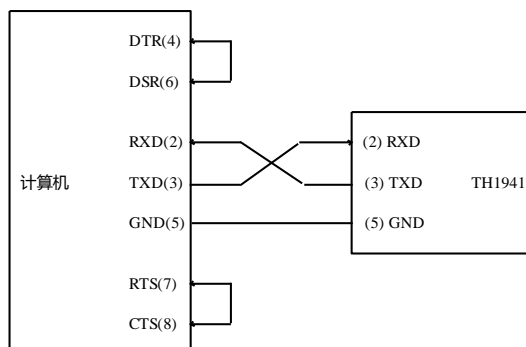 DTR(4)
DSR(6)
RXD(2)
(2) RXD
计算机
TXD(3)
(3) TXD
TH1941
GND(5)
(5) GND
RTS(7)
CTS(8)